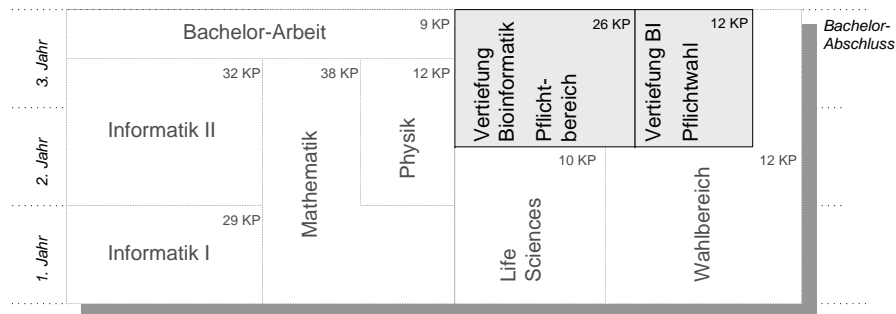 Bachelor-Arbeit
9 KP
26 KP
12 KP
Bachelor-
Abschluss
3. Jahr
32 KP
38 KP
12 KP
Vertiefung
Bioinformatik
Pflicht-
bereich
Vertiefung BI
Pflichtwahl
Informatik II
Mathematik
Physik
2. Jahr
10 KP
12 KP
29 KP
Informatik I
Life
Sciences
Wahlbereich
1. Jahr